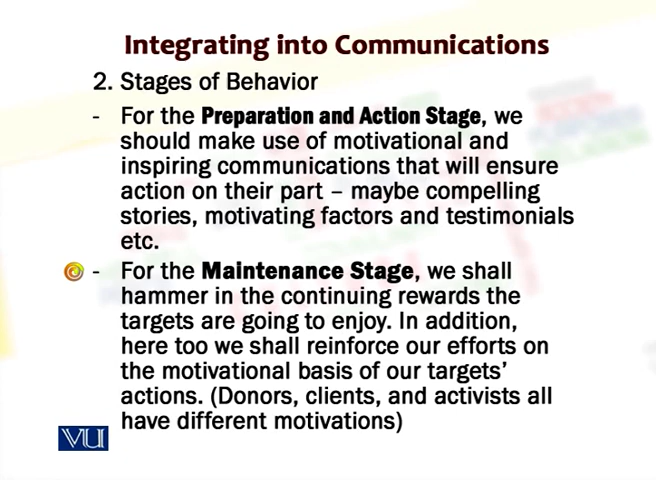 Integrating into Communications
2. Stages of Behavior
- For the Preparation and Action Stage, we
should make use of motivational and
inspiring communications that will ensure
action on their part – maybe compelling
stories, motivating factors and testimonials
etc.
- For the Maintenance Stage, we shall
hammer in the continuing rewards the
targets are going to enjoy. In addition,
here too we shall reinforce our efforts on
the motivational basis of our targets’
actions. (Donors, clients, and activists all
have different motivations)
VU